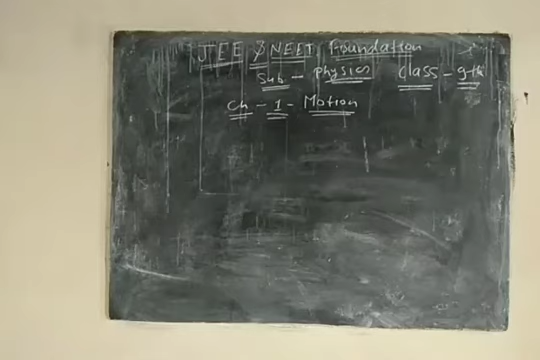 JEE & NEET Foundation
Sub - physics class - 9th
Ch - 1 - Motion